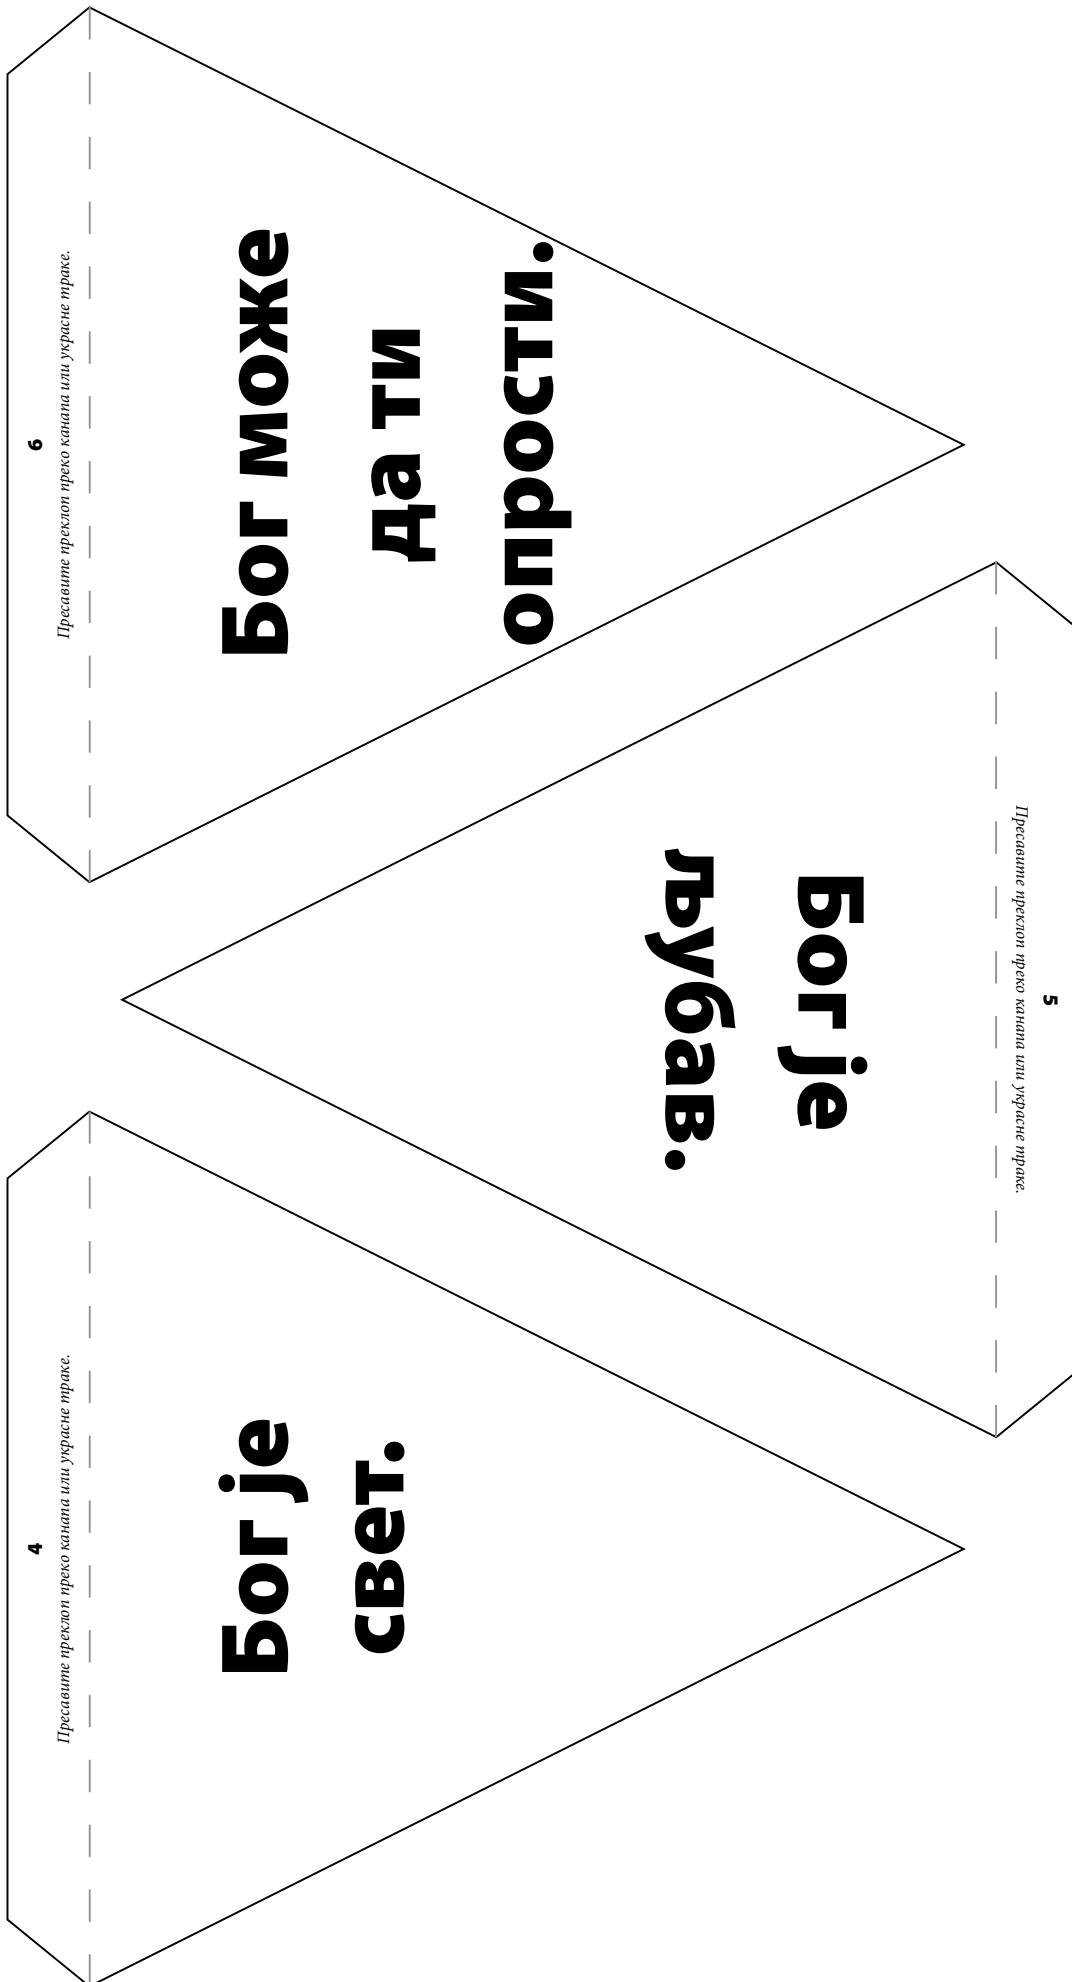 6
Пресавите преклоп преко канапа или украсне траке.
Бог може
да ти
опрости.
5
Пресавите преклоп преко канапа или украсне траке.
Бог је
љубав.
4
Пресавите преклоп преко канапа или украсне траке.
Бог је
свет.